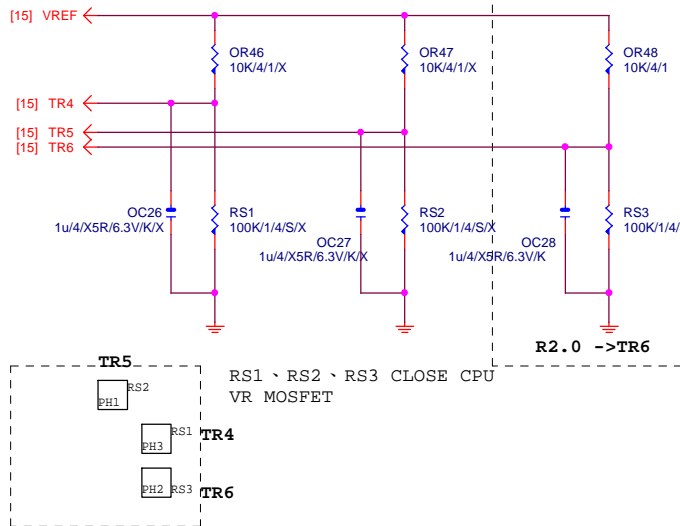 [15] VREF
OR46
10K/4/1/X
OR47
10K/4/1/X
OR48
10K/4/1
[15] TR4
[15] TR5
[15] TR6
OC26
1u/4/X5R/6.3V/K/X
RS1
100K/1/4/S/X
OC27
1u/4/X5R/6.3V/K/X
RS2
100K/1/4/S/X
OC28
1u/4/X5R/6.3V/K
RS3
100K/1/4/
R2.0 ->TR6
RS1、RS2、RS3 CLOSE CPU
VR MOSFET
TR5
RS2
PH1
RS1
PH3
TR4
PH2
RS3
TR6